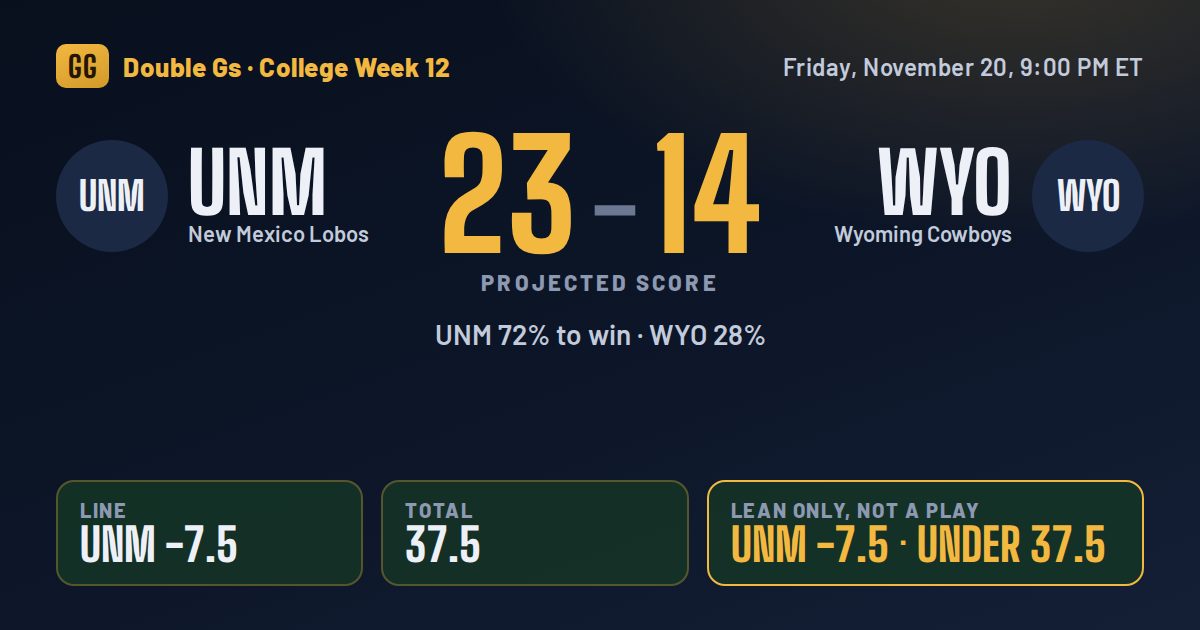 GG
Double Gs · College Week 12
Friday, November 20, 9:00 PM ET
UNM
UNM
New Mexico Lobos
23 – 14
PROJECTED SCORE
UNM 72% to win · WYO 28%
WYO
Wyoming Cowboys
WYO
LINE
UNM −7.5
TOTAL
37.5
LEAN ONLY, NOT A PLAY
UNM −7.5 · UNDER 37.5